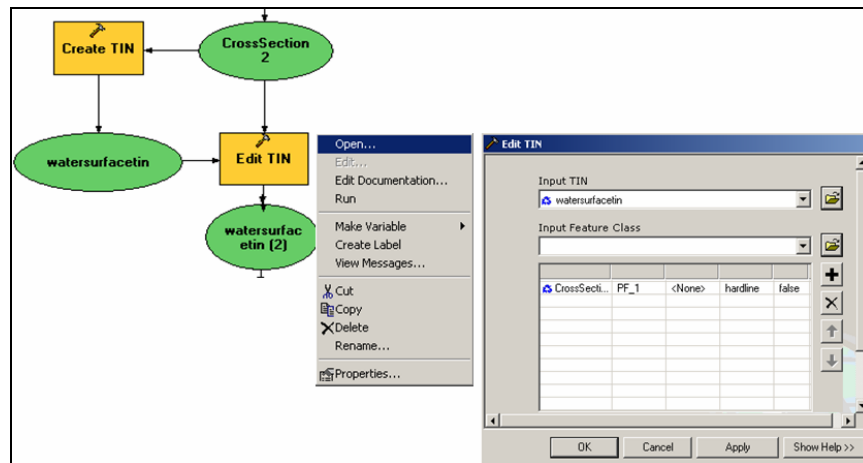 Create TIN
CrossSection
2
watersurfacetin
Edit TIN
watersurfac
etin (2)
Open...
Edit...
Edit Documentation...
Run
Make Variable
Create Label
View Messages...
Cut
Copy
Delete
Rename...
Properties...
Edit TIN
Input TIN
watersurfacetin
Input Feature Class
CrossSecti... PF_1 <None> hardline false
OK Cancel Apply Show Help >>